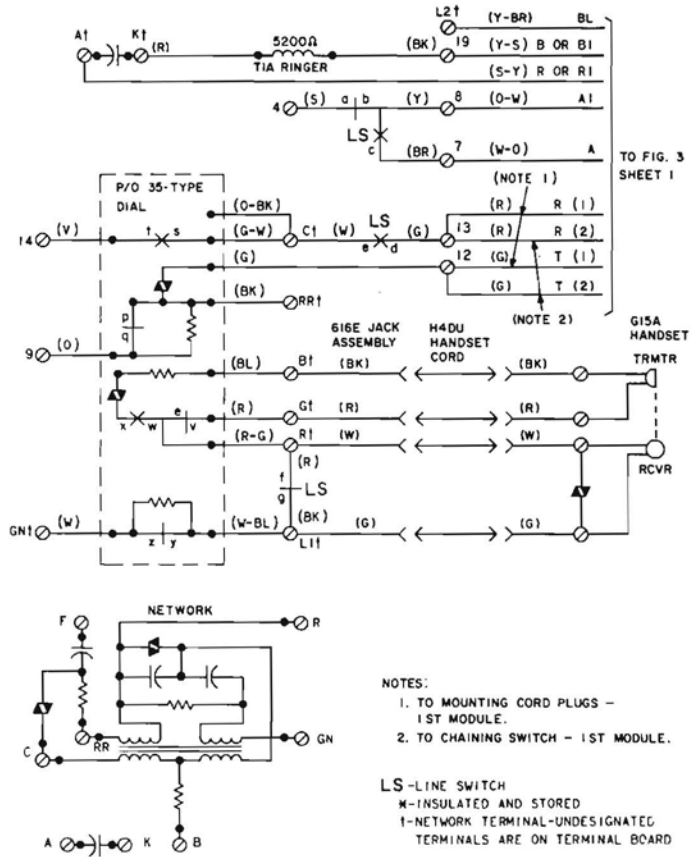 L2† (Y-BR) BL
A† K† (R) 5200Ω (BK) 19 (Y-S) B OR B1
TIA RINGER
(S-Y) R OR R1
4 (S) a b (Y) 8 (O-W) A1
LS
c (BR) 7 (W-O) A
TO FIG. 3
SHEET 1
P/O 35-TYPE
DIAL
(NOTE 1)
(O-BK) (R) R (1)
14 (V) t s (G-W) C† (W) LS e d (G) 13 (R) R (2)
(G) 12 (G) T (1)
(BK) RR† (G) T (2)
p
q
(NOTE 2)
9 (O)
616E JACK
ASSEMBLY
H4DU
HANDSET
CORD
G15A
HANDSET
TRMTR
(BL) B† (BK) (BK)
x w e v (R) G† (R) (R)
(R-G) R† (W) (W)
RCVR
(R)
f
g LS
GN† (W) z y (W-BL) (BK) L1† (G) (G)
NETWORK
F R
RR GN
C
A K B
NOTES:
1. TO MOUNTING CORD PLUGS -
1ST MODULE.
2. TO CHAINING SWITCH - 1ST MODULE.
LS-LINE SWITCH
*-INSULATED AND STORED
†-NETWORK TERMINAL-UNDESIGNATED
TERMINALS ARE ON TERMINAL BOARD